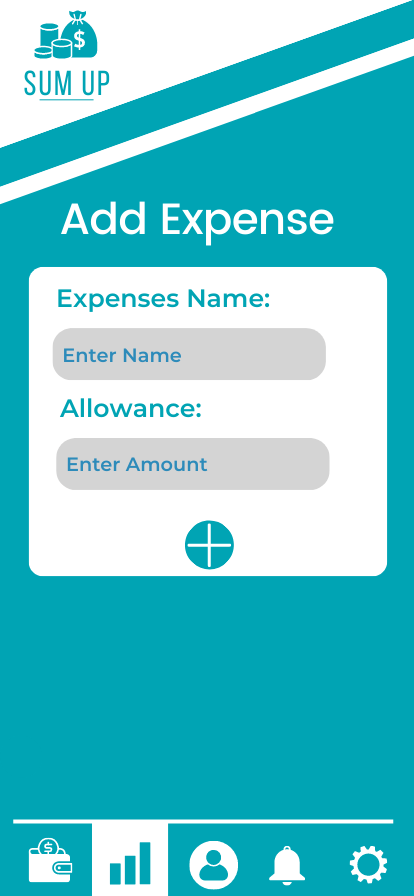 $
SUM UP
Add Expense
Expenses Name:
Enter Name
Allowance:
Enter Amount
$